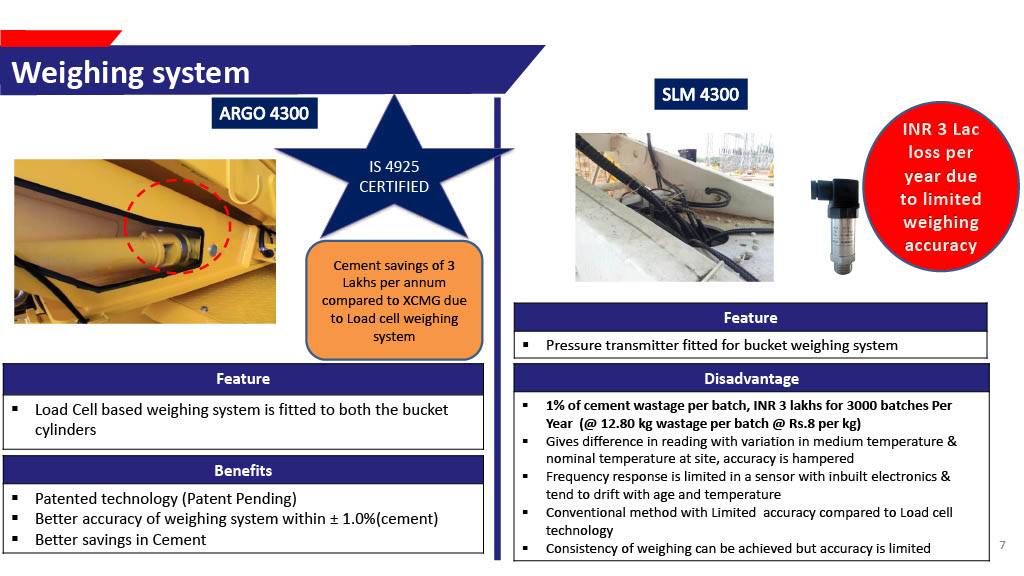 Weighing system
ARGO 4300
IS 4925
CERTIFIED
Cement savings of 3
Lakhs per annum
compared to XCMG due
to Load cell weighing
system
Feature
▪ Load Cell based weighing system is fitted to both the bucket
cylinders
Benefits
▪ Patented technology (Patent Pending)
▪ Better accuracy of weighing system within ± 1.0%(cement)
▪ Better savings in Cement
SLM 4300
INR 3 Lac
loss per
year due
to limited
weighing
accuracy
Feature
▪ Pressure transmitter fitted for bucket weighing system
Disadvantage
▪ 1% of cement wastage per batch, INR 3 lakhs for 3000 batches Per
Year (@ 12.80 kg wastage per batch @ Rs.8 per kg)
▪ Gives difference in reading with variation in medium temperature &
nominal temperature at site, accuracy is hampered
▪ Frequency response is limited in a sensor with inbuilt electronics &
tend to drift with age and temperature
▪ Conventional method with Limited accuracy compared to Load cell
technology
▪ Consistency of weighing can be achieved but accuracy is limited
7